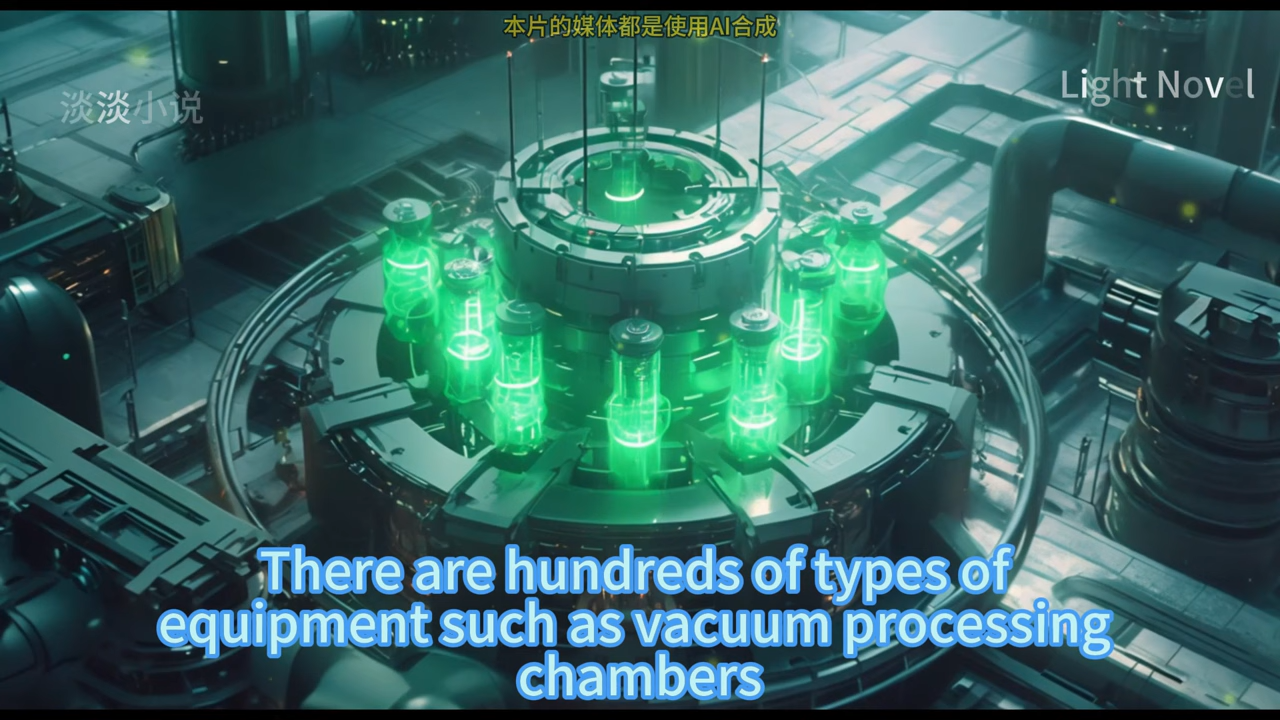 本片的媒体都是使用AI合成
Light Novel
淡淡小说
There are hundreds of types of
equipment such as vacuum processing
chambers